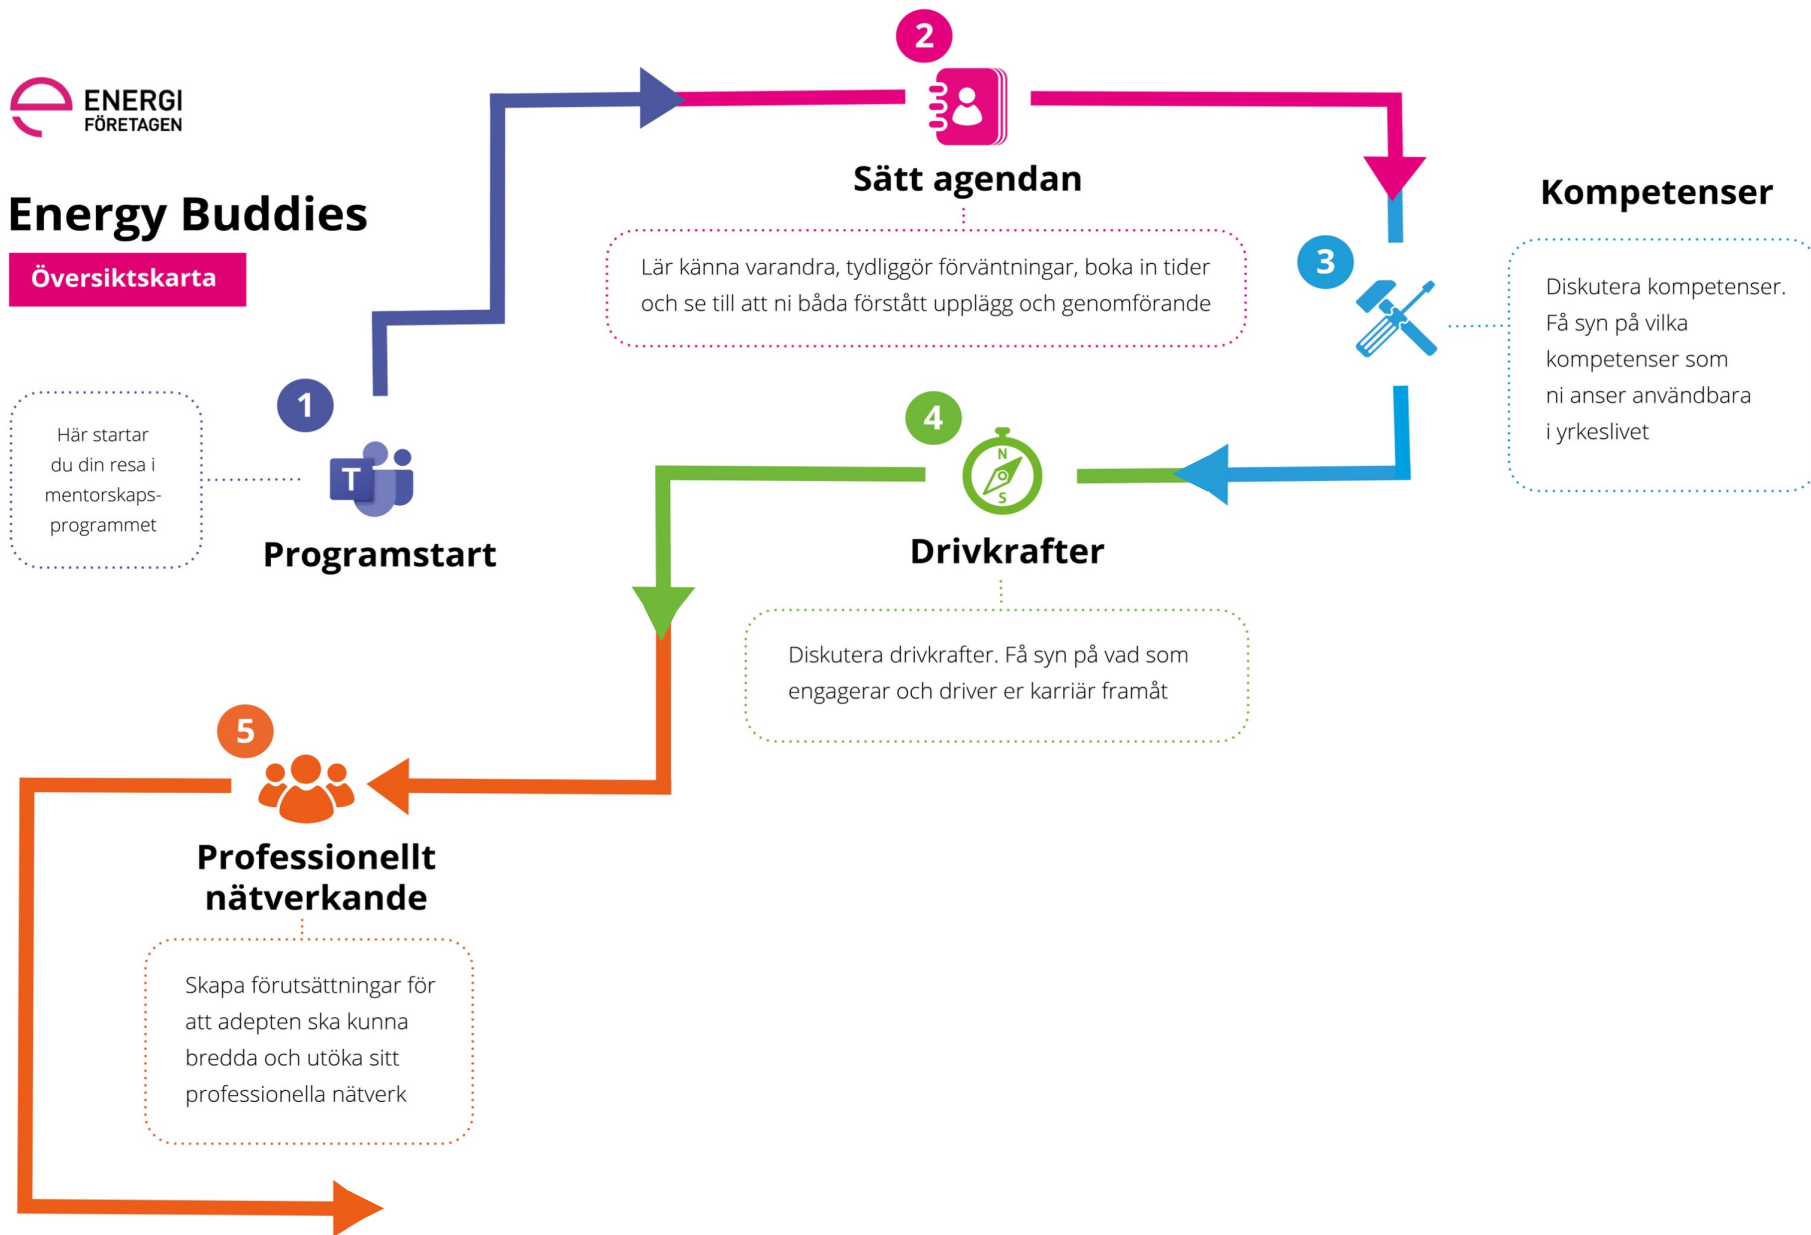 ENERGI
FÖRETAGEN
Energy Buddies
Översiktskarta
1
Här startar
du din resa i
mentorskaps-
programmet
T
Programstart
2
Sätt agendan
Lär känna varandra, tydliggör förväntningar, boka in tider
och se till att ni båda förstått upplägg och genomförande
3
Kompetenser
Diskutera kompetenser.
Få syn på vilka
kompetenser som
ni anser användbara
i yrkeslivet
4
N
S
Drivkrafter
Diskutera drivkrafter. Få syn på vad som
engagerar och driver er karriär framåt
5
Professionellt
nätverkande
Skapa förutsättningar för
att adepten ska kunna
bredda och utöka sitt
professionella nätverk